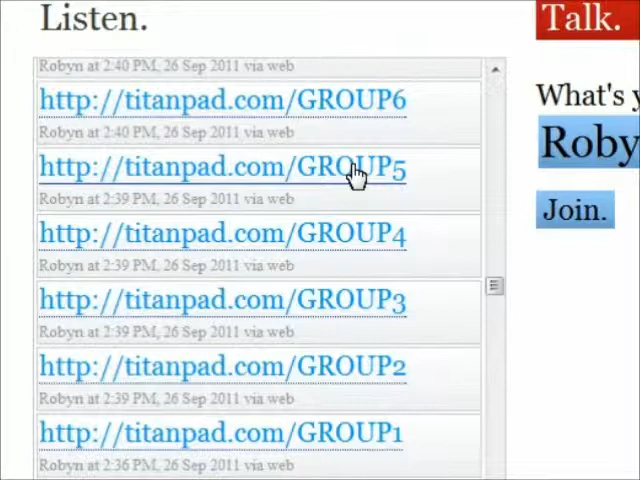 Listen.
Talk.
Robyn at 2:40 PM, 26 Sep 2011 via web
http://titanpad.com/GROUP6
Robyn at 2:40 PM, 26 Sep 2011 via web
http://titanpad.com/GROUP5
Robyn at 2:39 PM, 26 Sep 2011 via web
http://titanpad.com/GROUP4
Robyn at 2:39 PM, 26 Sep 2011 via web
http://titanpad.com/GROUP3
Robyn at 2:39 PM, 26 Sep 2011 via web
http://titanpad.com/GROUP2
Robyn at 2:39 PM, 26 Sep 2011 via web
http://titanpad.com/GROUP1
Robyn at 2:36 PM, 26 Sep 2011 via web
What's y
Roby
Join.